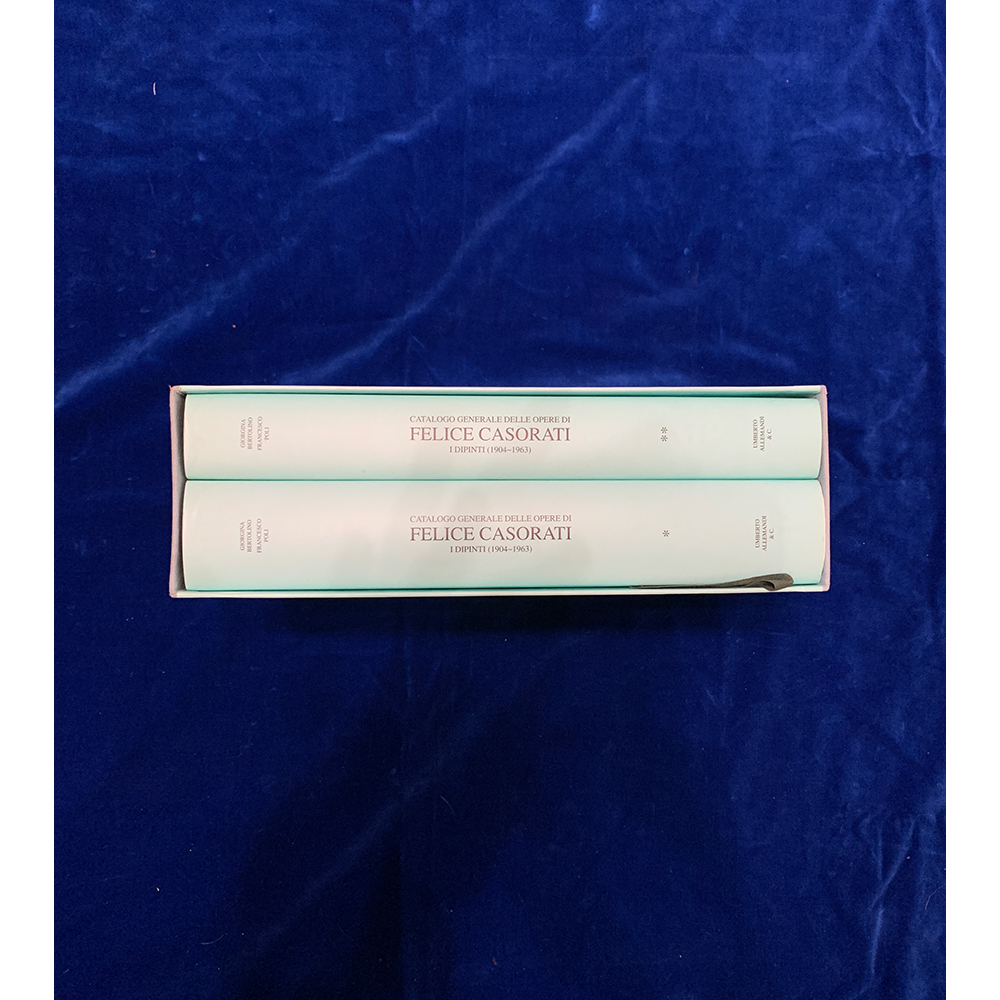 GIORGINA
BERTOLINO
FRANCESCO
POLI
CATALOGO GENERALE DELLE OPERE DI
FELICE CASORATI
I DIPINTI (1904–1963)
**
UMBERTO
ALLEMANDI
& C.
GIORGINA
BERTOLINO
FRANCESCO
POLI
CATALOGO GENERALE DELLE OPERE DI
FELICE CASORATI
I DIPINTI (1904–1963)
*
UMBERTO
ALLEMANDI
& C.